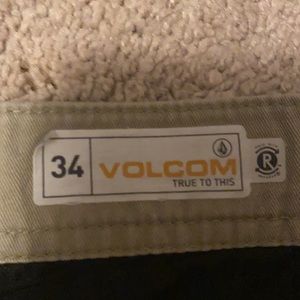 34
VOLCOM
TRUE TO THIS
R